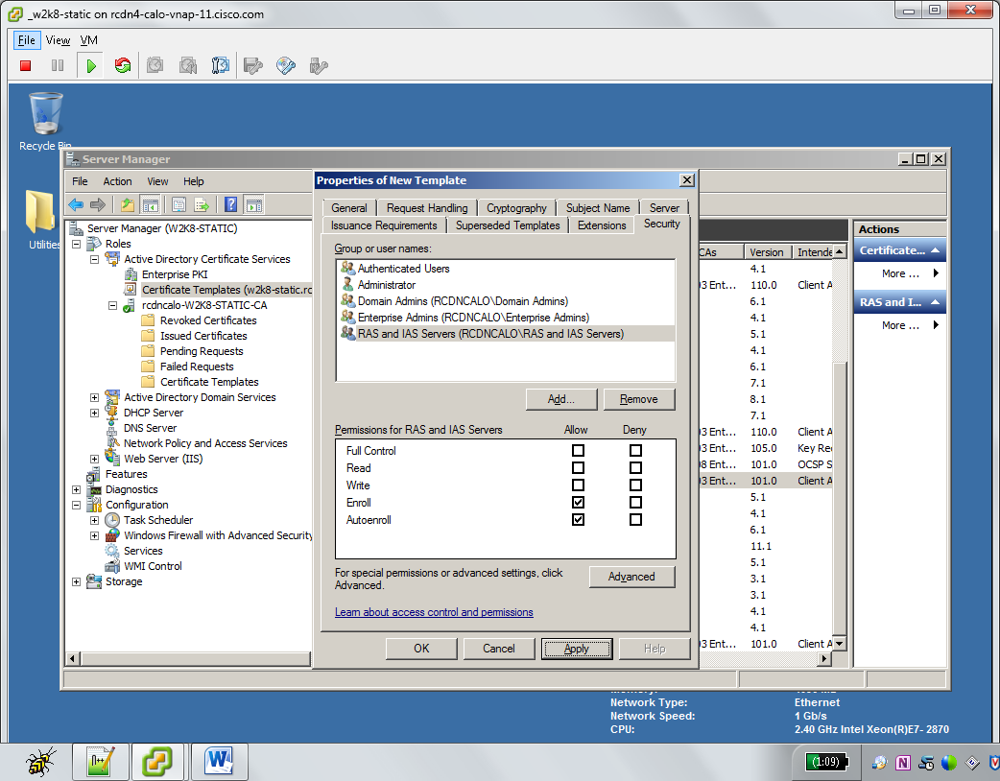 _w2k8-static on rcdn4-calo-vnap-11.cisco.com
File View VM
Recycle Bin
Utilities
Server Manager
File Action View Help
Server Manager (W2K8-STATIC)
Roles
Active Directory Certificate Services
Enterprise PKI
Certificate Templates (w2k8-static.rc
rcdncalo-W2K8-STATIC-CA
Revoked Certificates
Issued Certificates
Pending Requests
Failed Requests
Certificate Templates
Active Directory Domain Services
DHCP Server
DNS Server
Network Policy and Access Services
Web Server (IIS)
Features
Diagnostics
Configuration
Task Scheduler
Windows Firewall with Advanced Security
Services
WMI Control
Storage
Properties of New Template
General Request Handling Cryptography Subject Name Server
Issuance Requirements Superseded Templates Extensions Security
Group or user names:
Authenticated Users
Administrator
Domain Admins (RCDNCALO\Domain Admins)
Enterprise Admins (RCDNCALO\Enterprise Admins)
RAS and IAS Servers (RCDNCALO\RAS and IAS Servers)
Add... Remove
Permissions for RAS and IAS Servers Allow Deny
Full Control
Read
Write
Enroll
Autoenroll
For special permissions or advanced settings, click
Advanced.
Advanced
Learn about access control and permissions
OK Cancel Apply Help
CAs Version Intende
4.1
03 Ent... 110.0 Client A
6.1
4.1
5.1
4.1
6.1
7.1
8.1
7.1
03 Ent... 110.0 Client A
03 Ent... 105.0 Key Rec
08 Ent... 101.0 OCSP S
03 Ent... 101.0 Client A
5.1
4.1
6.1
11.1
5.1
3.1
3.1
4.1
4.1
03 Ent... 101.0 Client A
Actions
Certificate...
More ...
RAS and I...
More ...
Network Type: Ethernet
Network Speed: 1 Gb/s
CPU: 2.40 GHz Intel Xeon(R)E7- 2870
(1:09)